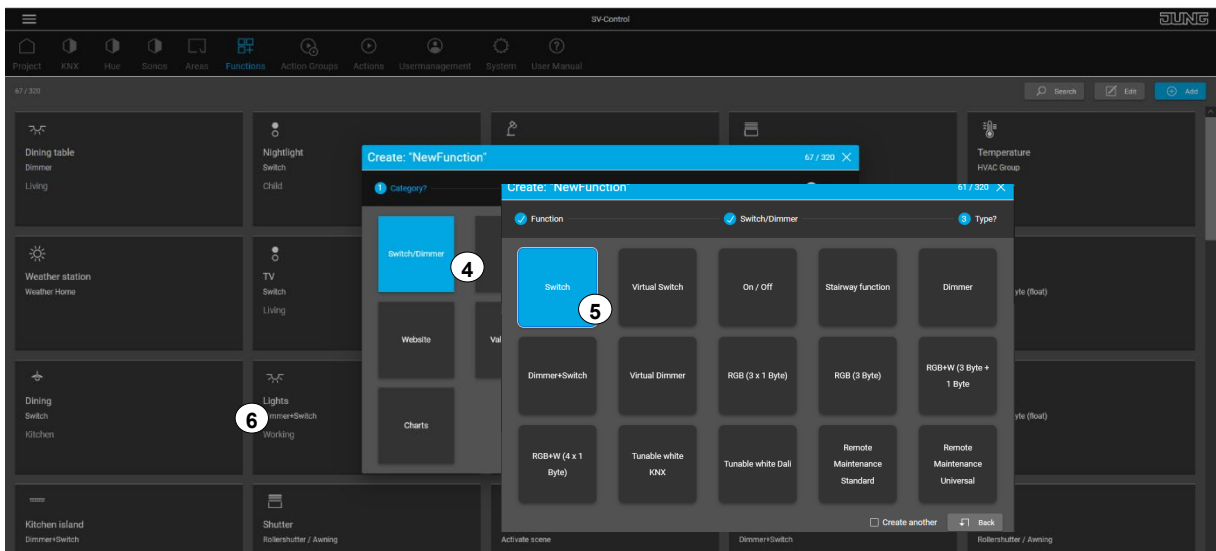 SV-Control
JUNG
Project KNX Hue Sonos Areas Functions Action Groups Actions Usermanagement System User Manual
67 / 320
Search Edit Add
Dining table
Dimmer
Living
Nightlight
Switch
Child
Temperature
HVAC Group
Create: "NewFunction" 67 / 320
1 Category?
Switch/Dimmer
4
Website
Val
Charts
Create: "NewFunction" 61 / 320
Function Switch/Dimmer 3 Type?
Switch
5
Virtual Switch
On / Off
Stairway function
Dimmer
Dimmer+Switch
Virtual Dimmer
RGB (3 x 1 Byte)
RGB (3 Byte)
RGB+W (3 Byte +
1 Byte
RGB+W (4 x 1
Byte)
Tunable white
KNX
Tunable white Dali
Remote
Maintenance
Standard
Remote
Maintenance
Universal
Create another Back
Weather station
Weather Home
TV
Switch
Living
yte (float)
Dining
Switch
Kitchen
Lights
6
mmer+Switch
Working
yte (float)
Kitchen island
Dimmer+Switch
Shutter
Rollershutter / Awning
Activate scene
Dimmer+Switch
Rollershutter / Awning